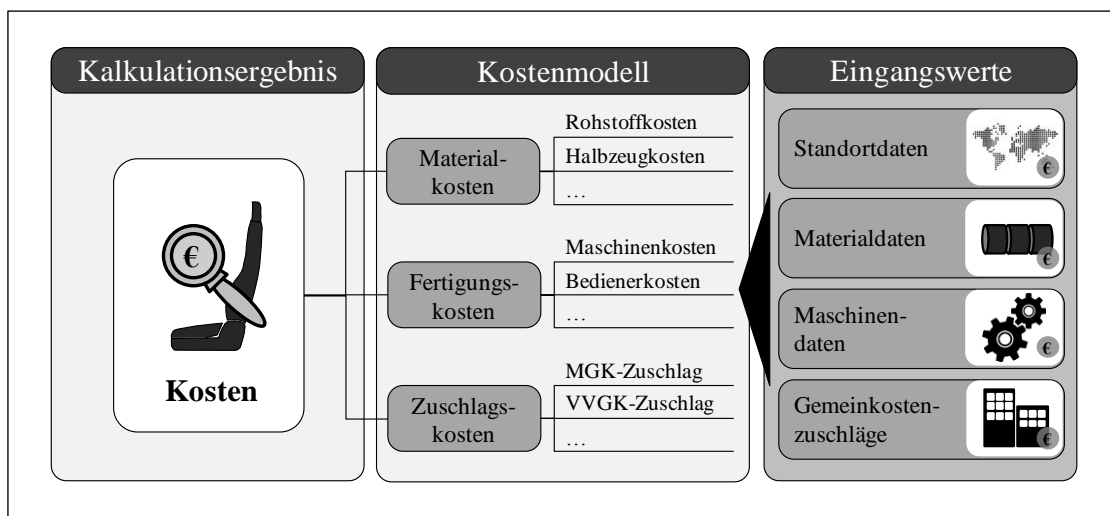 Kalkulationsergebnis
€
Kosten
Kostenmodell
Material-
kosten
Rohstoffkosten
Halbzeugkosten
…
Fertigungs-
kosten
Maschinenkosten
Bedienerkosten
…
Zuschlags-
kosten
MGK-Zuschlag
VVGK-Zuschlag
…
Eingangswerte
Standortdaten
€
Materialdaten
€
Maschinen-
daten
€
Gemeinkosten-
zuschläge
€